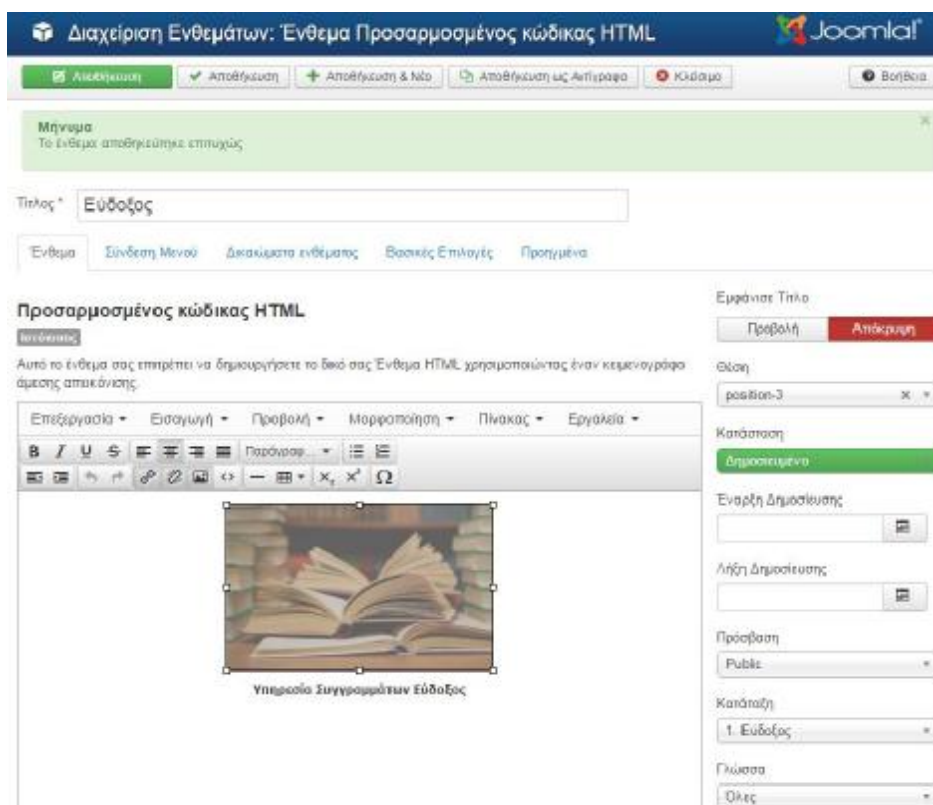 Διαχείριση Ενθεμάτων: Ένθεμα Προσαρμοσμένος κώδικας HTML
Joomla!
Αποθήκευση Αποθήκευση Αποθήκευση & Νέο Αποθήκευση ως Αντίγραφο Κλείσιμο Βοήθεια
Μήνυμα
Το ένθεμα αποθηκεύτηκε επιτυχώς
Τίτλος * Εύδοξος
Ένθεμα Σύνδεση Μενού Δικαιώματα ενθέματος Βασικές Επιλογές Προηγμένα
Προσαρμοσμένος κώδικας HTML
Ιστότοπος
Αυτό το ένθεμα σας επιτρέπει να δημιουργήσετε το δικό σας Ένθεμα HTML χρησιμοποιώντας έναν κειμενογράφο
άμεσης απεικόνισης.
Επεξεργασία Εισαγωγή Προβολή Μορφοποίηση Πίνακας Εργαλεία
Παράγραφ...
Υπηρεσία Συγγραμμάτων Εύδοξος
Εμφάνισε Τίτλο
Προβολή Απόκρυψη
Θέση
position-3
Κατάσταση
Δημοσιευμένο
Έναρξη Δημοσίευσης
Λήξη Δημοσίευσης
Πρόσβαση
Public
Κατάταξη
1. Εύδοξος
Γλώσσα
Όλες